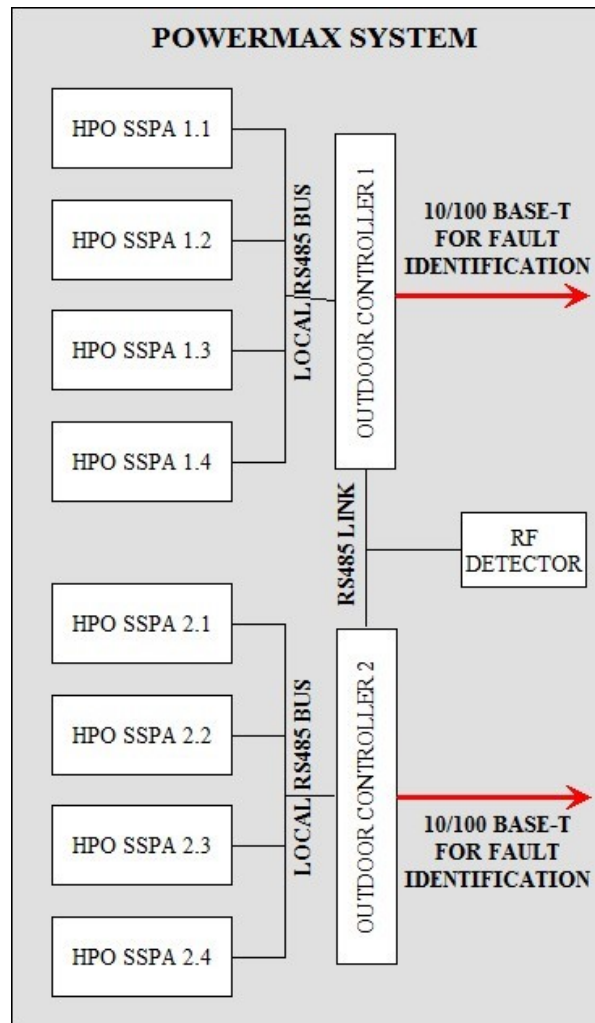 POWERMAX SYSTEM
HPO SSPA 1.1
HPO SSPA 1.2
HPO SSPA 1.3
HPO SSPA 1.4
LOCAL RS485 BUS
OUTDOOR CONTROLLER 1
10/100 BASE-T
FOR FAULT
IDENTIFICATION
RS485 LINK
RF
DETECTOR
HPO SSPA 2.1
HPO SSPA 2.2
HPO SSPA 2.3
HPO SSPA 2.4
LOCAL RS485 BUS
OUTDOOR CONTROLLER 2
10/100 BASE-T
FOR FAULT
IDENTIFICATION